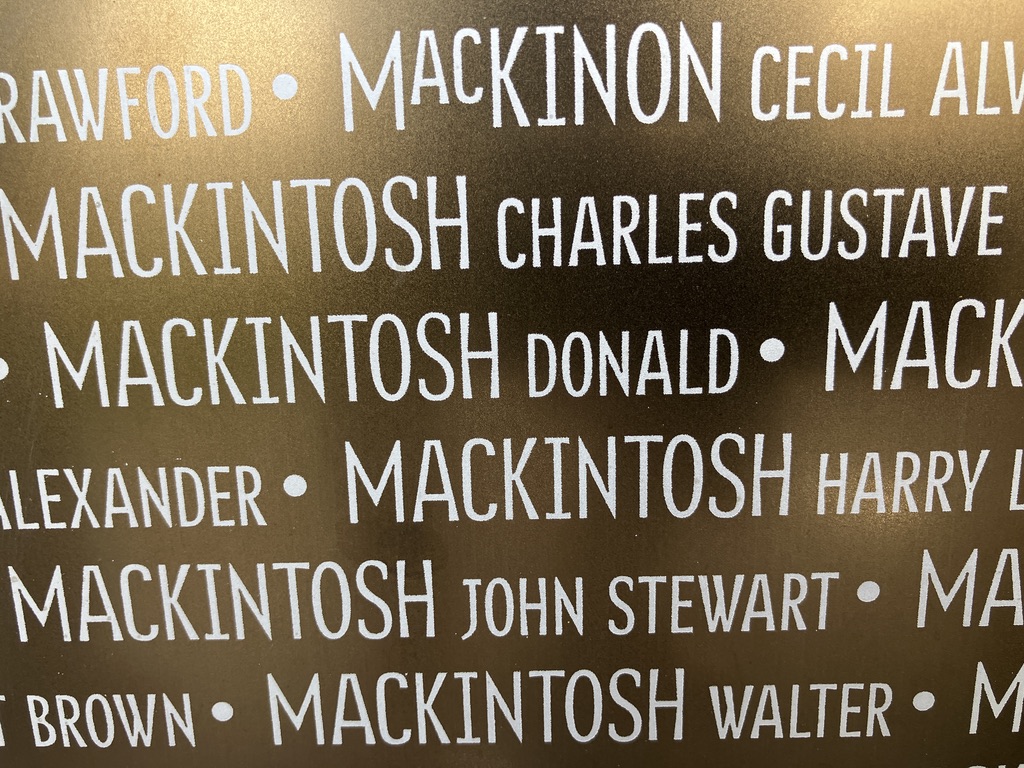 RAWFORD • MACKINON CECIL ALV
MACKINTOSH CHARLES GUSTAVE
• MACKINTOSH DONALD • MACK
ALEXANDER • MACKINTOSH HARRY L
MACKINTOSH JOHN STEWART • MA
T BROWN • MACKINTOSH WALTER • M